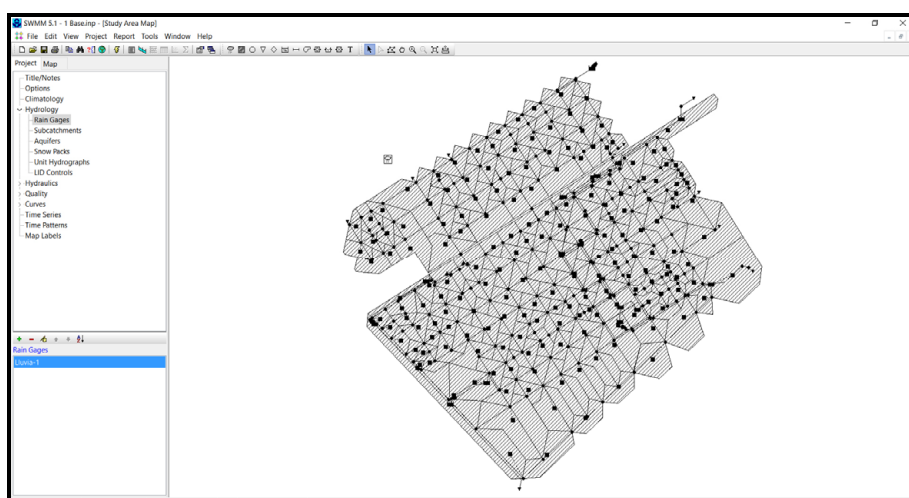 SWMM 5.1 - 1 Base.inp - [Study Area Map]
File Edit View Project Report Tools Window Help
Project Map
Title/Notes
Options
Climatology
Hydrology
Rain Gages
Subcatchments
Aquifers
Snow Packs
Unit Hydrographs
LID Controls
Hydraulics
Quality
Curves
Time Series
Time Patterns
Map Labels
Rain Gages
Lluvia-1